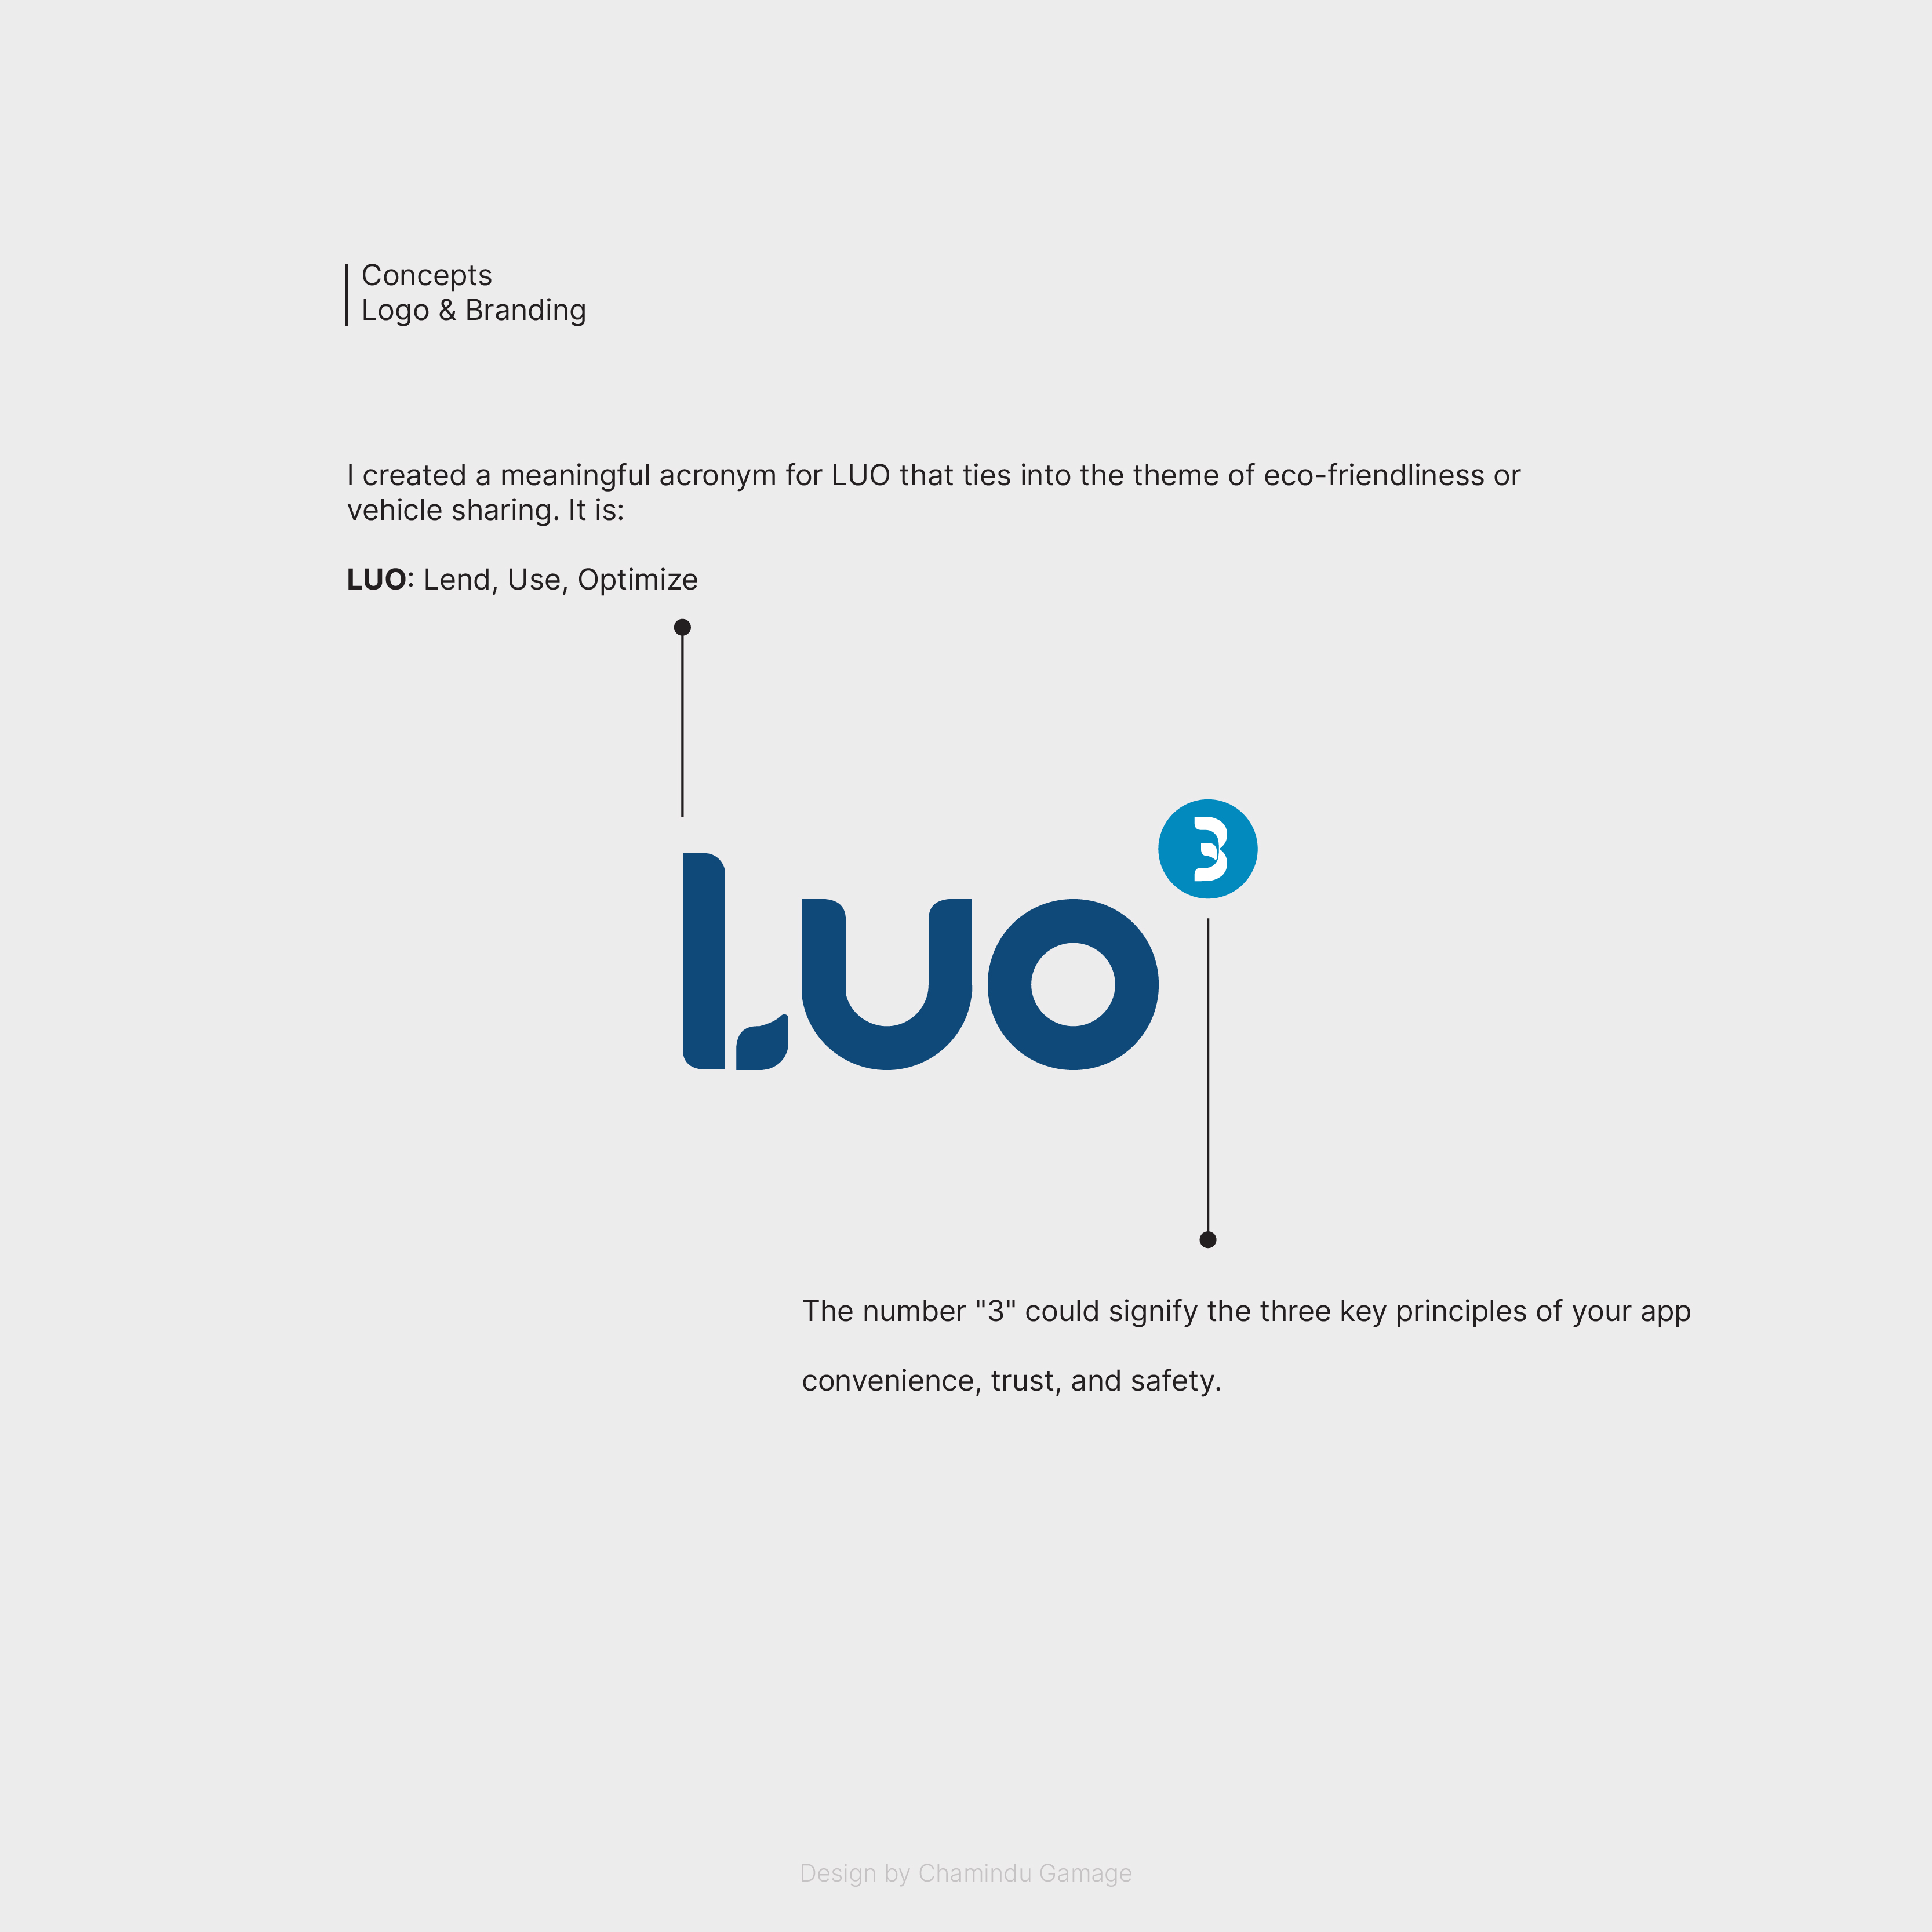 Concepts
Logo & Branding
I created a meaningful acronym for LUO that ties into the theme of eco-friendliness or
vehicle sharing. It is:
LUO: Lend, Use, Optimize
LUO
3
The number "3" could signify the three key principles of your app
convenience, trust, and safety.
Design by Chamindu Gamage